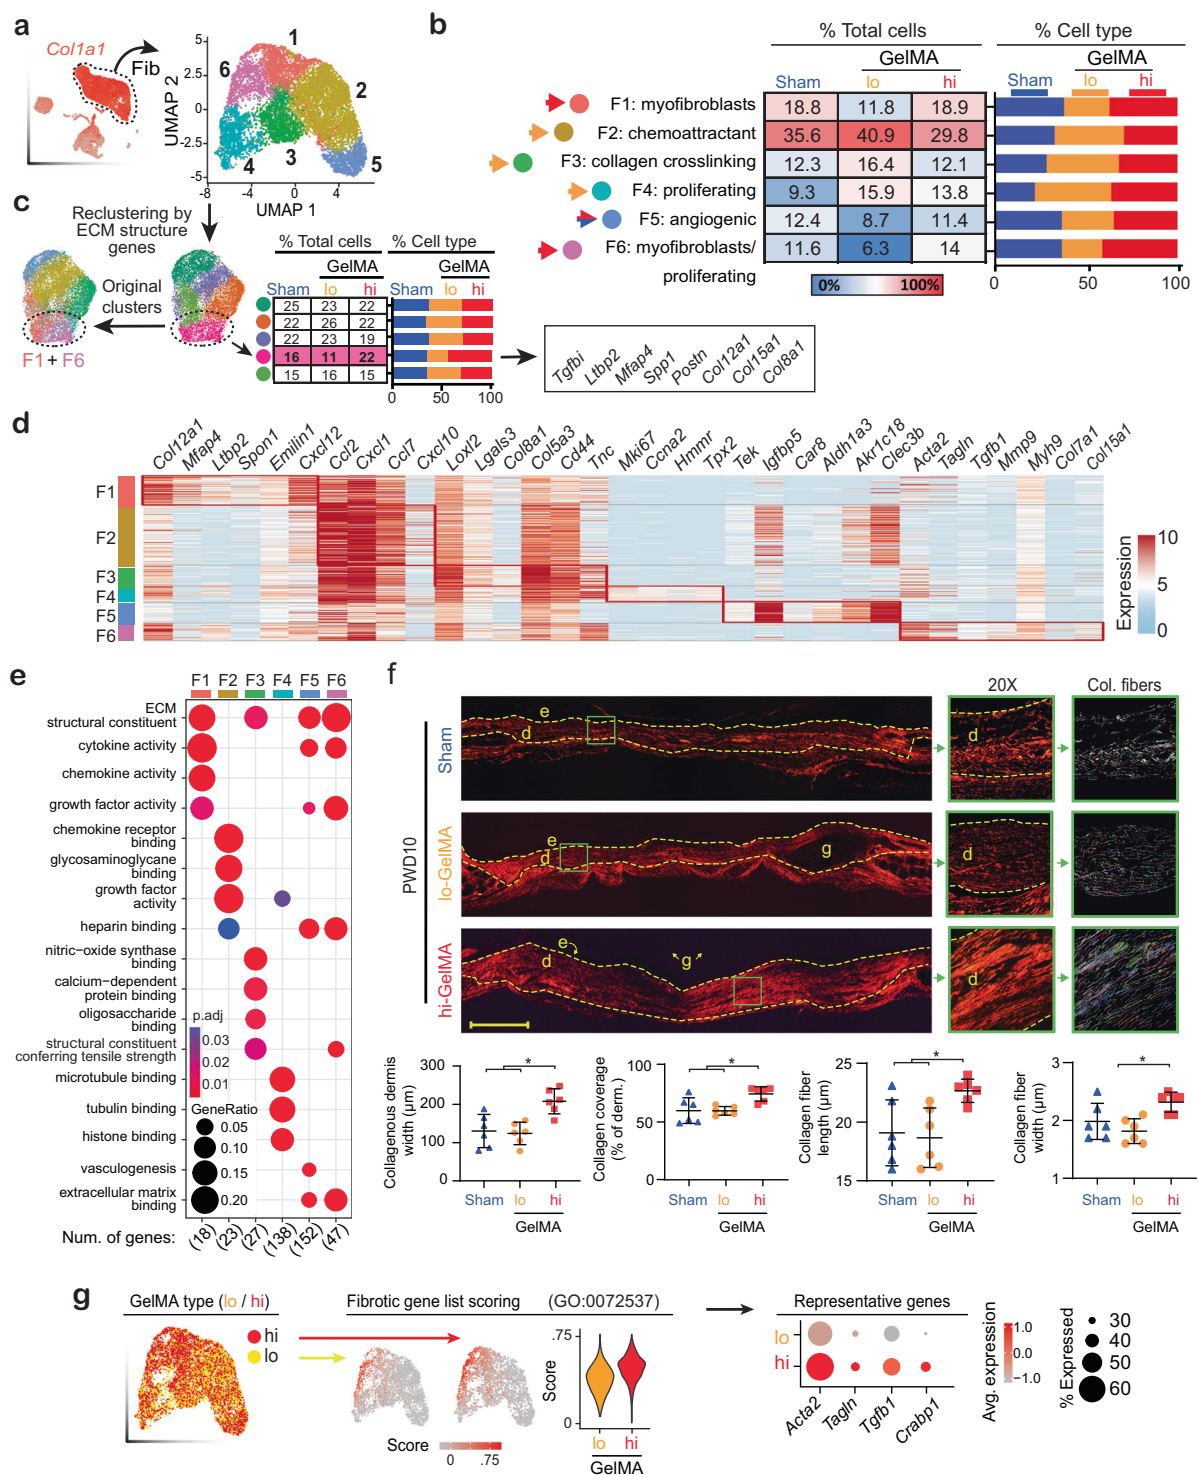 a
Col1a1
Fib
UMAP 2
5
2.5
0
-2.5
-5
-8
-4
0
4
UMAP 1
1
2
3
4
5
6
b
% Total cells
% Cell type
GelMA
GelMA
Sham
lo
hi
Sham
lo
hi
F1: myofibroblasts
18.8
11.8
18.9
F2: chemoattractant
35.6
40.9
29.8
F3: collagen crosslinking
12.3
16.4
12.1
F4: proliferating
9.3
15.9
13.8
F5: angiogenic
12.4
8.7
11.4
F6: myofibroblasts/
proliferating
11.6
6.3
14
0%
100%
0
50
100
c
Reclustering by
ECM structure
genes
Original
clusters
F1 + F6
% Total cells
% Cell type
GelMA
GelMA
Sham
lo
hi
Sham
lo
hi
25
23
22
22
26
22
22
23
19
16
11
22
15
16
15
0
50
100
Tgfbi
Ltbp2
Mfap4
Spp1
Postn
Col12a1
Col15a1
Col8a1
d
Col12a1
Mfap4
Ltbp2
Spon1
Emilin1
Cxcl12
Ccl2
Cxcl1
Ccl7
Cxcl10
Loxl2
Lgals3
Col8a1
Col5a3
Cd44
Tnc
Mki67
Ccna2
Hmmr
Tpx2
Tek
Igfbp5
Car8
Aldh1a3
Akr1c18
Clec3b
Acta2
Tagln
Tgfb1
Mmp9
Myh9
Col7a1
Col15a1
F1
F2
F3
F4
F5
F6
Expression
10
5
0
e
F1
F2
F3
F4
F5
F6
ECM
structural constituent
cytokine activity
chemokine activity
growth factor activity
chemokine receptor
binding
glycosaminoglycane
binding
growth factor
activity
heparin binding
nitric-oxide synthase
binding
calcium-dependent
protein binding
oligosaccharide
binding
structural constituent
conferring tensile strength
microtubule binding
tubulin binding
histone binding
vasculogenesis
extracellular matrix
binding
p.adj
0.03
0.02
0.01
GeneRatio
0.05
0.10
0.15
0.20
Num. of genes:
(18)
(23)
(27)
(138)
(152)
(47)
f
20X
Col. fibers
PWD10
Sham
e
d
d
lo-GelMA
e
d
g
d
hi-GelMA
e
d
g
d
Collagenous dermis
width (μm)
300
200
100
0
*
Sham
lo
hi
GelMA
Collagen coverage
(% of derm.)
100
50
0
*
Sham
lo
hi
GelMA
Collagen fiber
length (μm)
25
20
15
*
Sham
lo
hi
GelMA
Collagen fiber
width (μm)
3
2
1
*
Sham
lo
hi
GelMA
g
GelMA type (lo / hi)
hi
lo
Fibrotic gene list scoring
(GO:0072537)
Score
0
.75
Score
.75
0
lo
hi
GelMA
Representative genes
lo
hi
Acta2
Tagln
Tgfb1
Crabp1
Avg. expression
1.0
0.0
-1.0
% Expressed
30
40
50
60